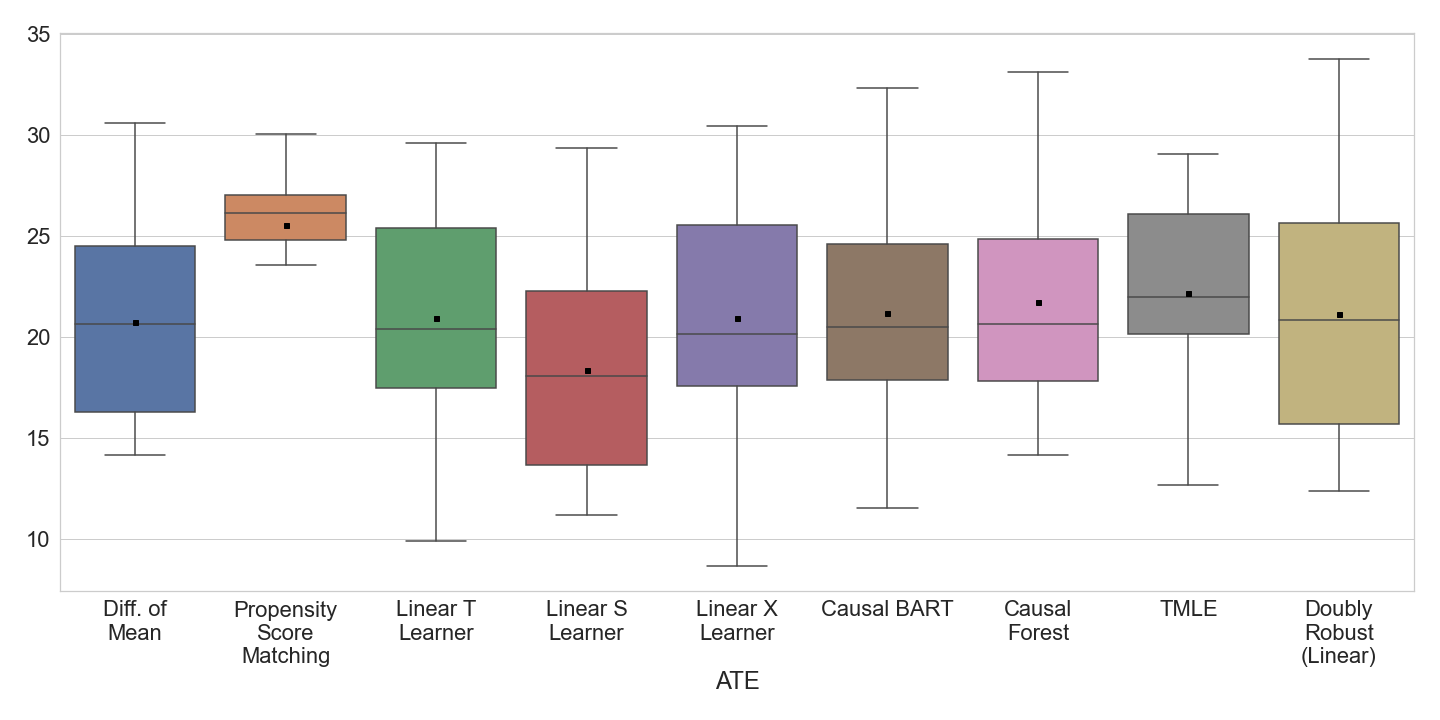 35
30
25
20
15
10
Diff. of
Mean
Propensity
Score
Matching
Linear T
Learner
Linear S
Learner
Linear X
Learner
Causal BART
Causal
Forest
TMLE
Doubly
Robust
(Linear)
ATE